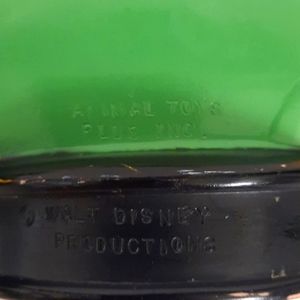 ANIMAL TOYS
PLUS INC.
© WALT DISNEY
PRODUCTIONS